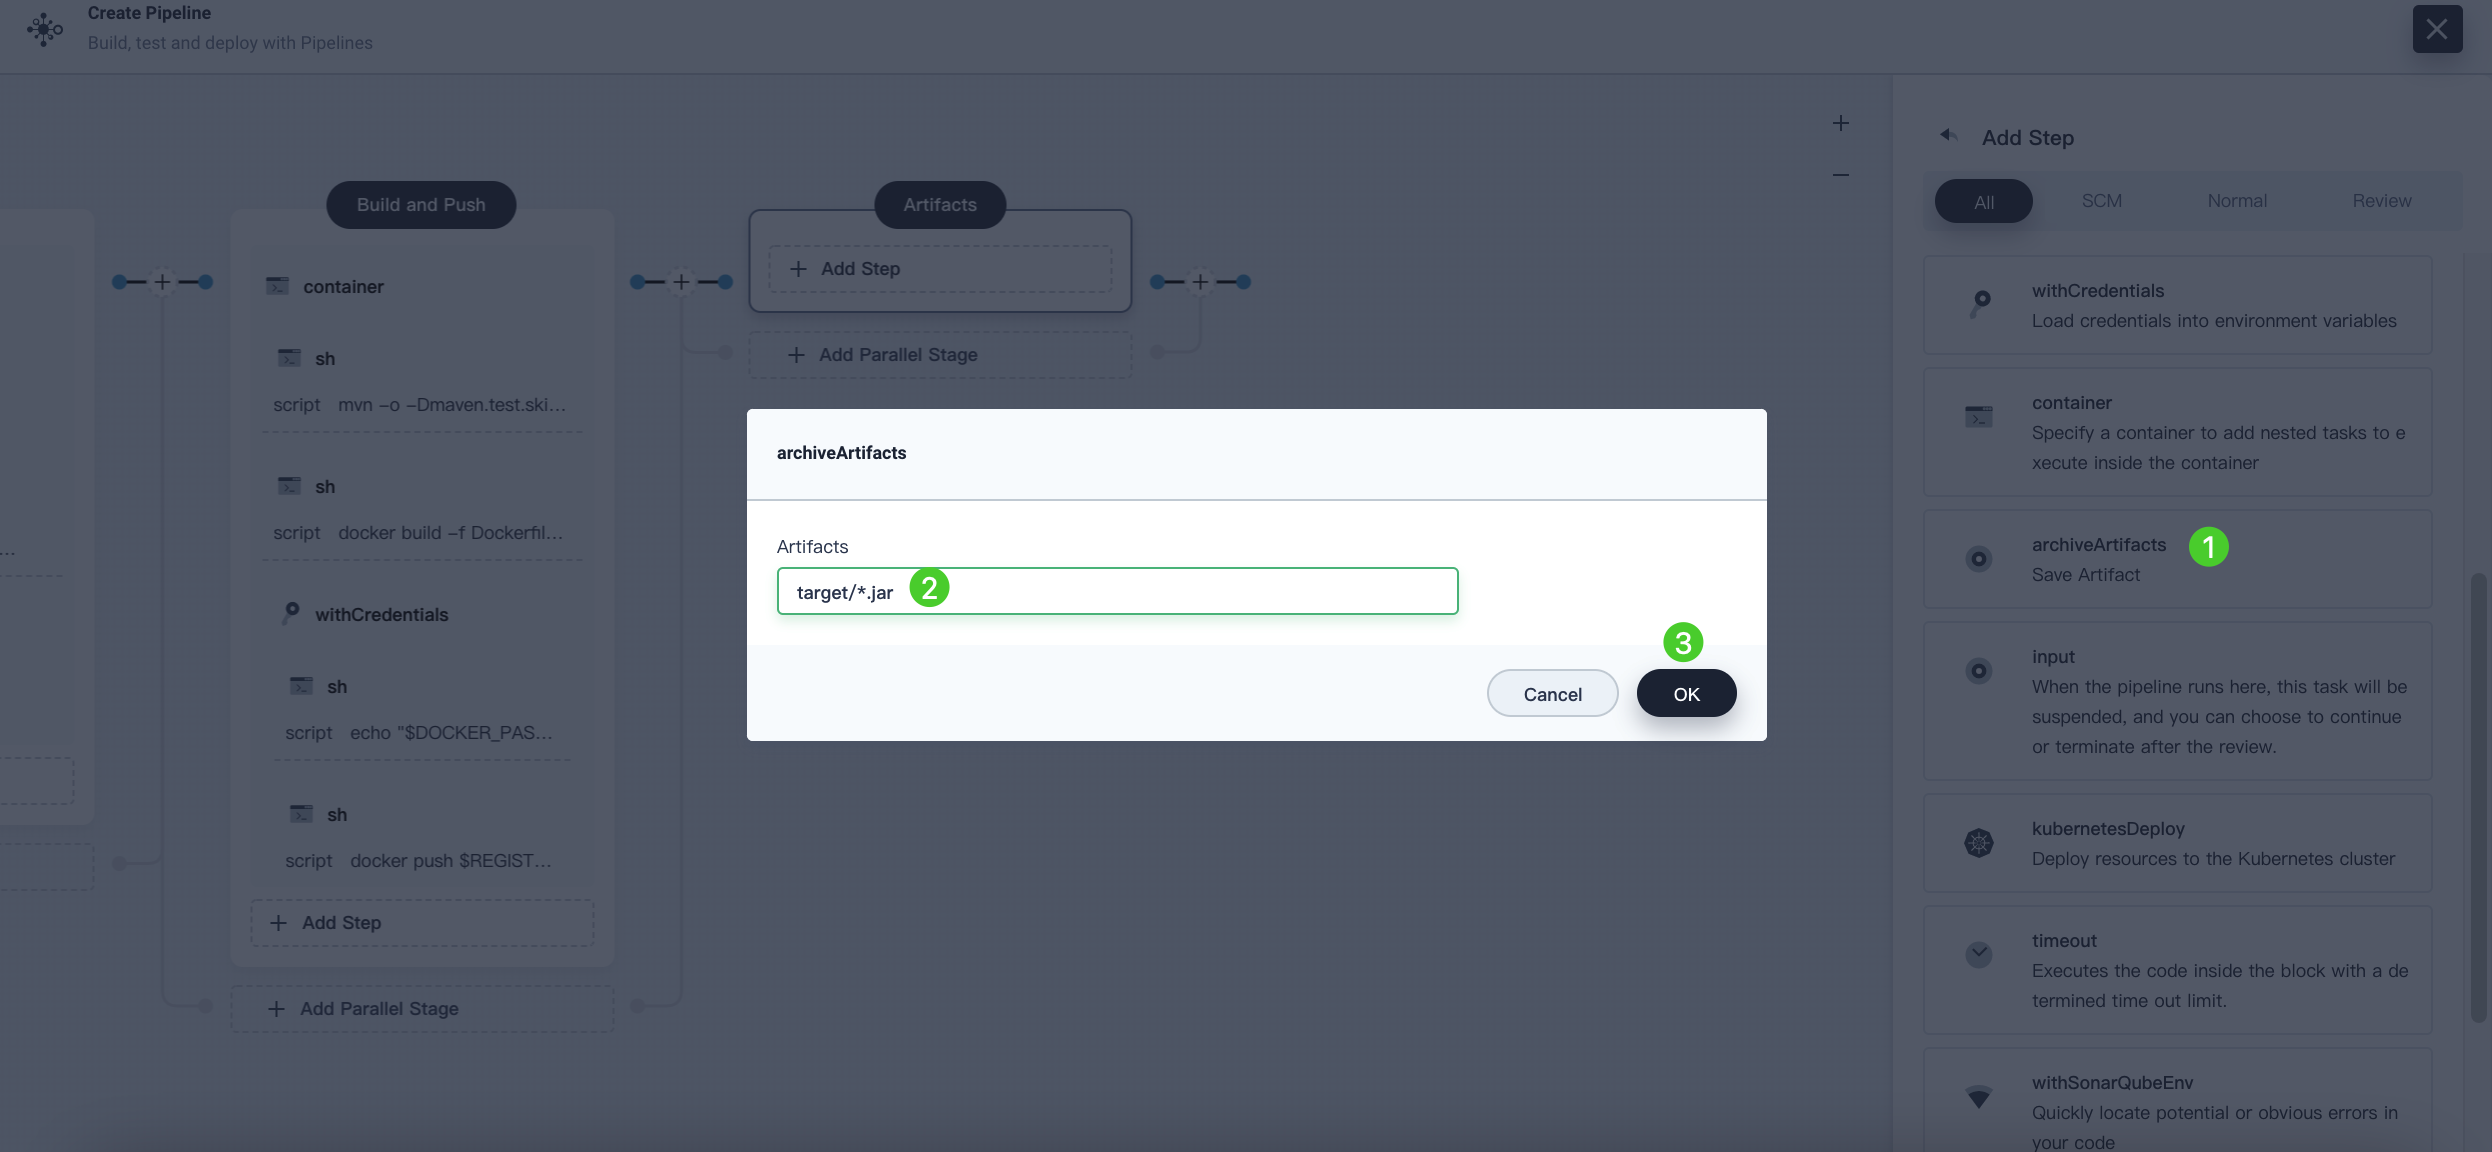 Create Pipeline
Build, test and deploy with Pipelines
Build and Push
container
sh
script mvn -o -Dmaven.test.ski...
sh
script docker build -f Dockerfil...
withCredentials
sh
script echo "$DOCKER_PAS...
sh
script docker push $REGIST...
Add Step
Add Parallel Stage
...
Artifacts
Add Step
Add Parallel Stage
archiveArtifacts
Artifacts
target/*.jar
2
3
Cancel
OK
Add Step
All
SCM
Normal
Review
withCredentials
Load credentials into environment variables
container
Specify a container to add nested tasks to e
xecute inside the container
archiveArtifacts
1
Save Artifact
input
When the pipeline runs here, this task will be
suspended, and you can choose to continue
or terminate after the review.
kubernetesDeploy
Deploy resources to the Kubernetes cluster
timeout
Executes the code inside the block with a de
termined time out limit.
withSonarQubeEnv
Quickly locate potential or obvious errors in
your code